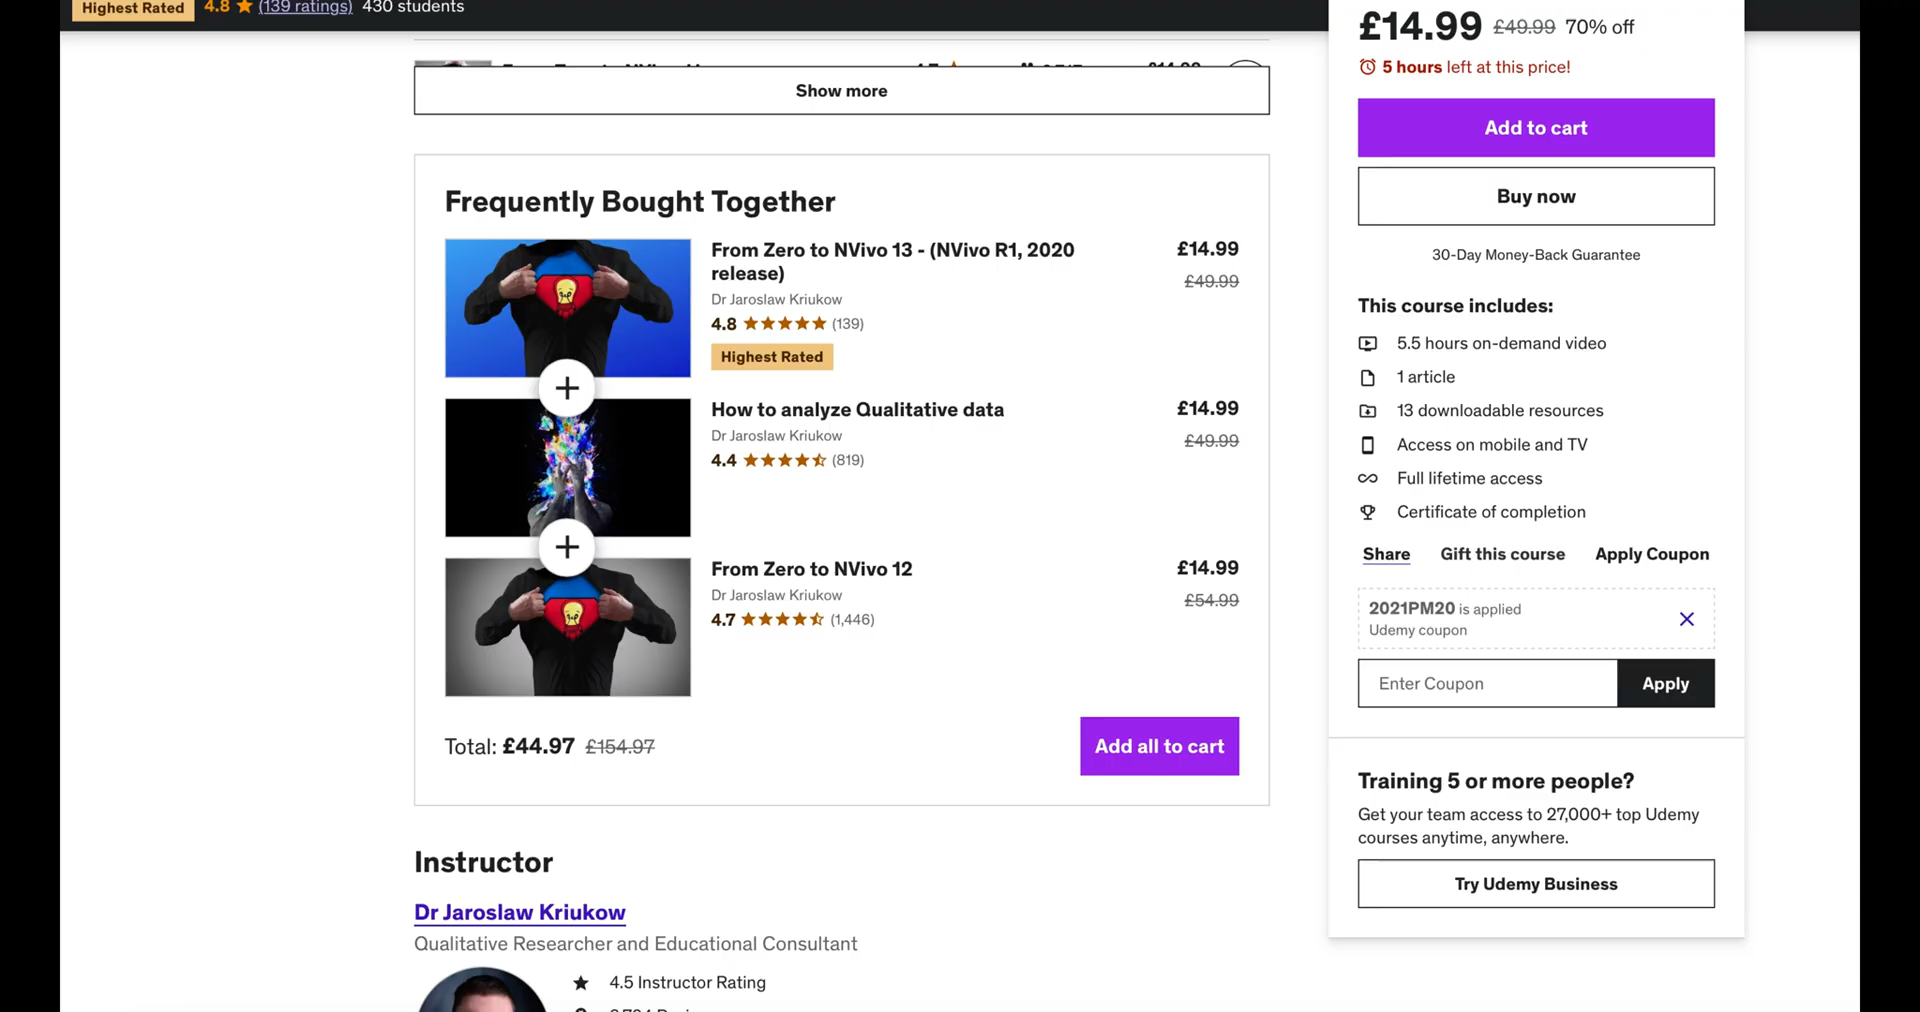 Highest Rated 4.8 (139 ratings) 430 students
Show more
Frequently Bought Together
From Zero to NVivo 13 - (NVivo R1, 2020
release)
£14.99
£49.99
Dr Jaroslaw Kriukow
4.8 (139)
Highest Rated
How to analyze Qualitative data
£14.99
£49.99
Dr Jaroslaw Kriukow
4.4 (819)
From Zero to NVivo 12
£14.99
£54.99
Dr Jaroslaw Kriukow
4.7 (1,446)
Total: £44.97 £154.97
Add all to cart
Instructor
Dr Jaroslaw Kriukow
Qualitative Researcher and Educational Consultant
4.5 Instructor Rating
£14.99 £49.99 70% off
5 hours left at this price!
Add to cart
Buy now
30-Day Money-Back Guarantee
This course includes:
5.5 hours on-demand video
1 article
13 downloadable resources
Access on mobile and TV
Full lifetime access
Certificate of completion
Share Gift this course Apply Coupon
2021PM20 is applied
Udemy coupon
Enter Coupon Apply
Training 5 or more people?
Get your team access to 27,000+ top Udemy
courses anytime, anywhere.
Try Udemy Business